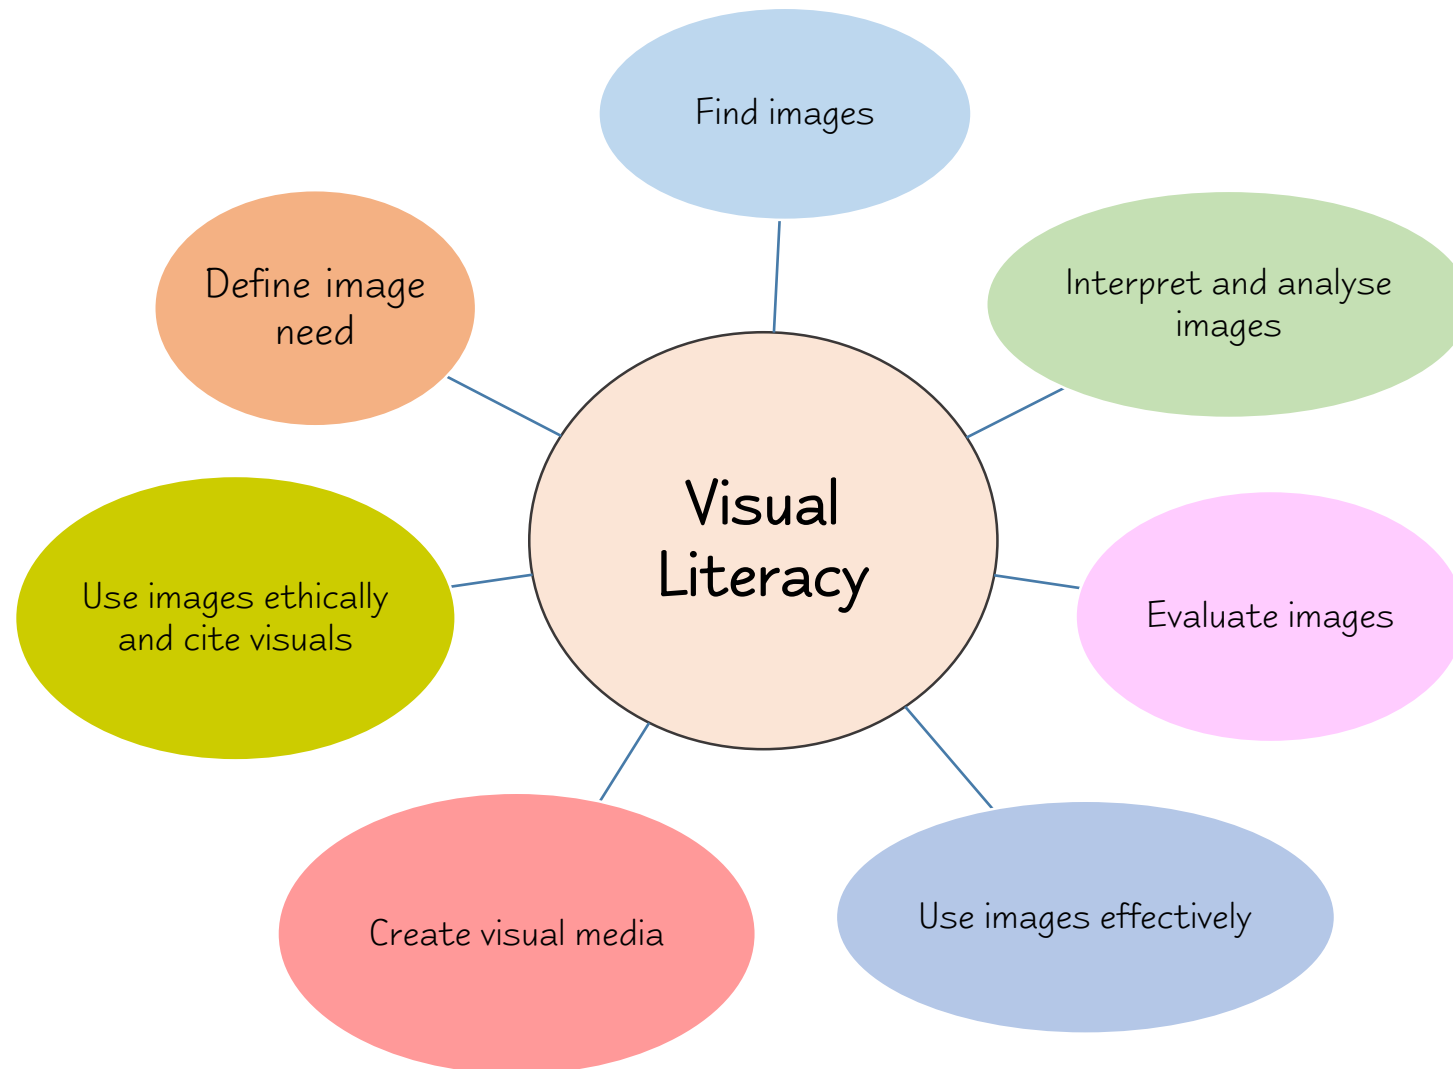 Find images
Define image
need
Interpret and analyse
images
Visual
Literacy
Use images ethically
and cite visuals
Evaluate images
Create visual media
Use images effectively